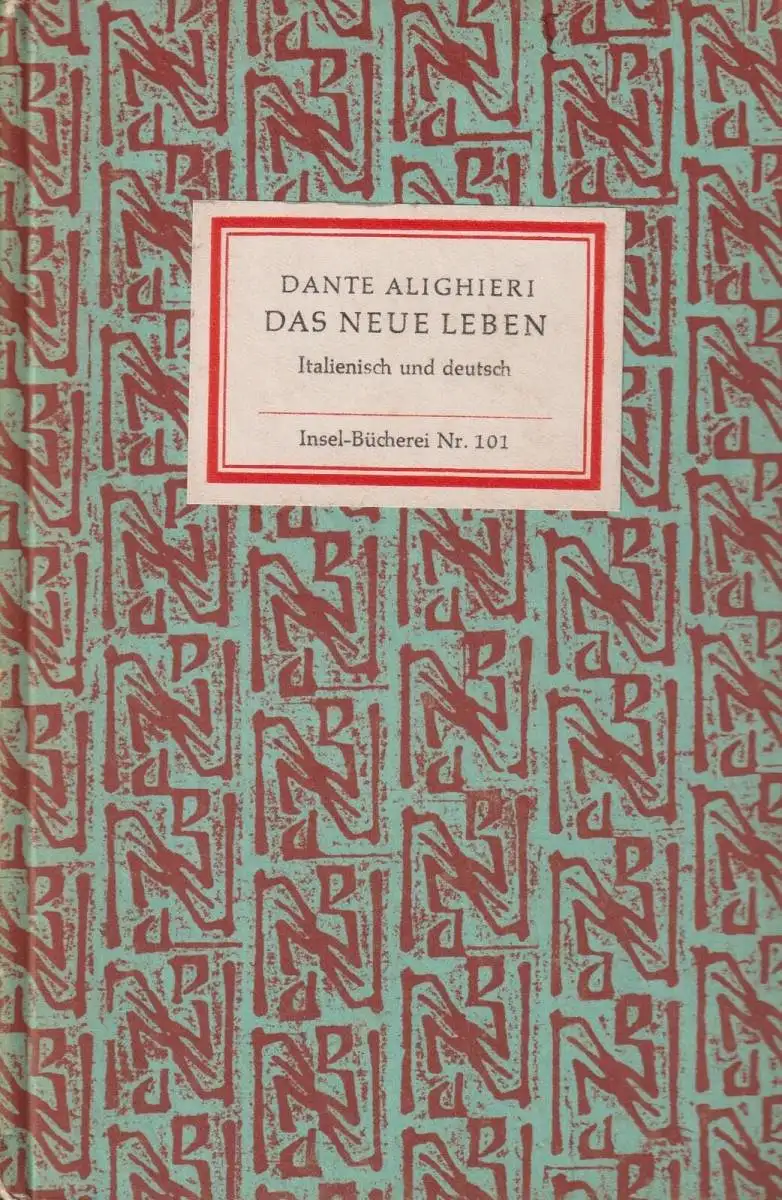 DANTE ALIGHIERI
DAS NEUE LEBEN
Italienisch und deutsch
Insel-Bücherei Nr. 101